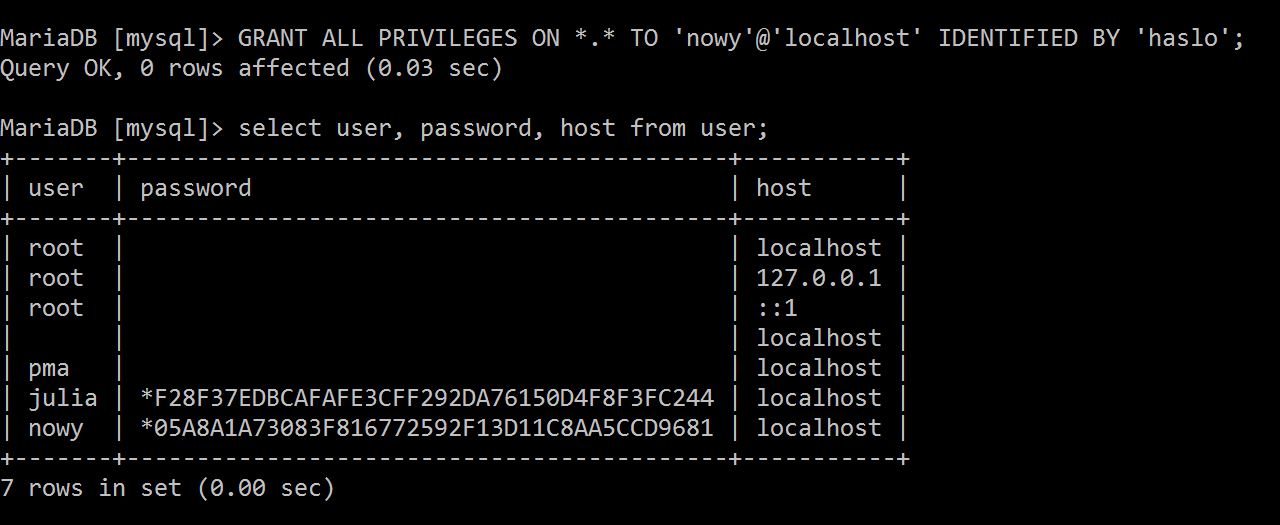 MariaDB [mysql]> GRANT ALL PRIVILEGES ON *.* TO 'nowy'@'localhost' IDENTIFIED BY 'haslo';
Query OK, 0 rows affected (0.03 sec)
MariaDB [mysql]> select user, password, host from user;
+-------+-------------------------------------------+-----------+
| user  | password                                  | host      |
+-------+-------------------------------------------+-----------+
| root  |                                           | localhost |
| root  |                                           | 127.0.0.1 |
| root  |                                           | ::1       |
|       |                                           | localhost |
| pma   |                                           | localhost |
| julia | *F28F37EDBCAFAFE3CFF292DA76150D4F8F3FC244 | localhost |
| nowy  | *05A8A1A73083F816772592F13D11C8AA5CCD9681 | localhost |
+-------+-------------------------------------------+-----------+
7 rows in set (0.00 sec)